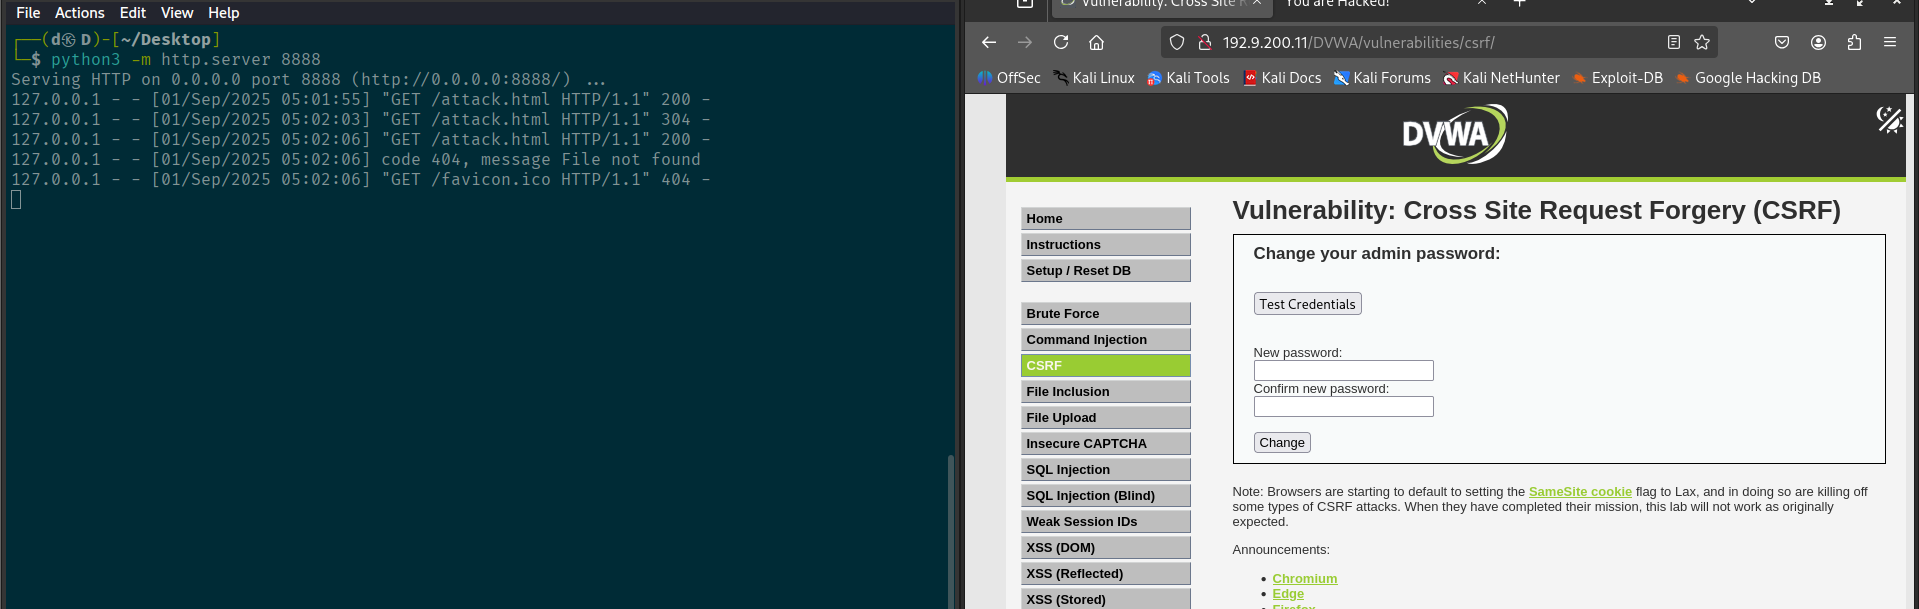 File Actions Edit View Help
┌──(d㉿D)-[~/Desktop]
└─$ python3 -m http.server 8888
Serving HTTP on 0.0.0.0 port 8888 (http://0.0.0.0:8888/) ...
127.0.0.1 - - [01/Sep/2025 05:01:55] "GET /attack.html HTTP/1.1" 200 -
127.0.0.1 - - [01/Sep/2025 05:02:03] "GET /attack.html HTTP/1.1" 304 -
127.0.0.1 - - [01/Sep/2025 05:02:06] "GET /attack.html HTTP/1.1" 200 -
127.0.0.1 - - [01/Sep/2025 05:02:06] code 404, message File not found
127.0.0.1 - - [01/Sep/2025 05:02:06] "GET /favicon.ico HTTP/1.1" 404 -
Vulnerability: Cross Site R
You are Hacked!
192.9.200.11/DVWA/vulnerabilities/csrf/
OffSec Kali Linux Kali Tools Kali Docs Kali Forums Kali NetHunter Exploit-DB Google Hacking DB
DVWA
Home
Instructions
Setup / Reset DB
Brute Force
Command Injection
CSRF
File Inclusion
File Upload
Insecure CAPTCHA
SQL Injection
SQL Injection (Blind)
Weak Session IDs
XSS (DOM)
XSS (Reflected)
XSS (Stored)
Vulnerability: Cross Site Request Forgery (CSRF)
Change your admin password:
Test Credentials
New password:
Confirm new password:
Change
Note: Browsers are starting to default to setting the SameSite cookie flag to Lax, and in doing so are killing off
some types of CSRF attacks. When they have completed their mission, this lab will not work as originally
expected.
Announcements:
• Chromium
• Edge
• Firefox